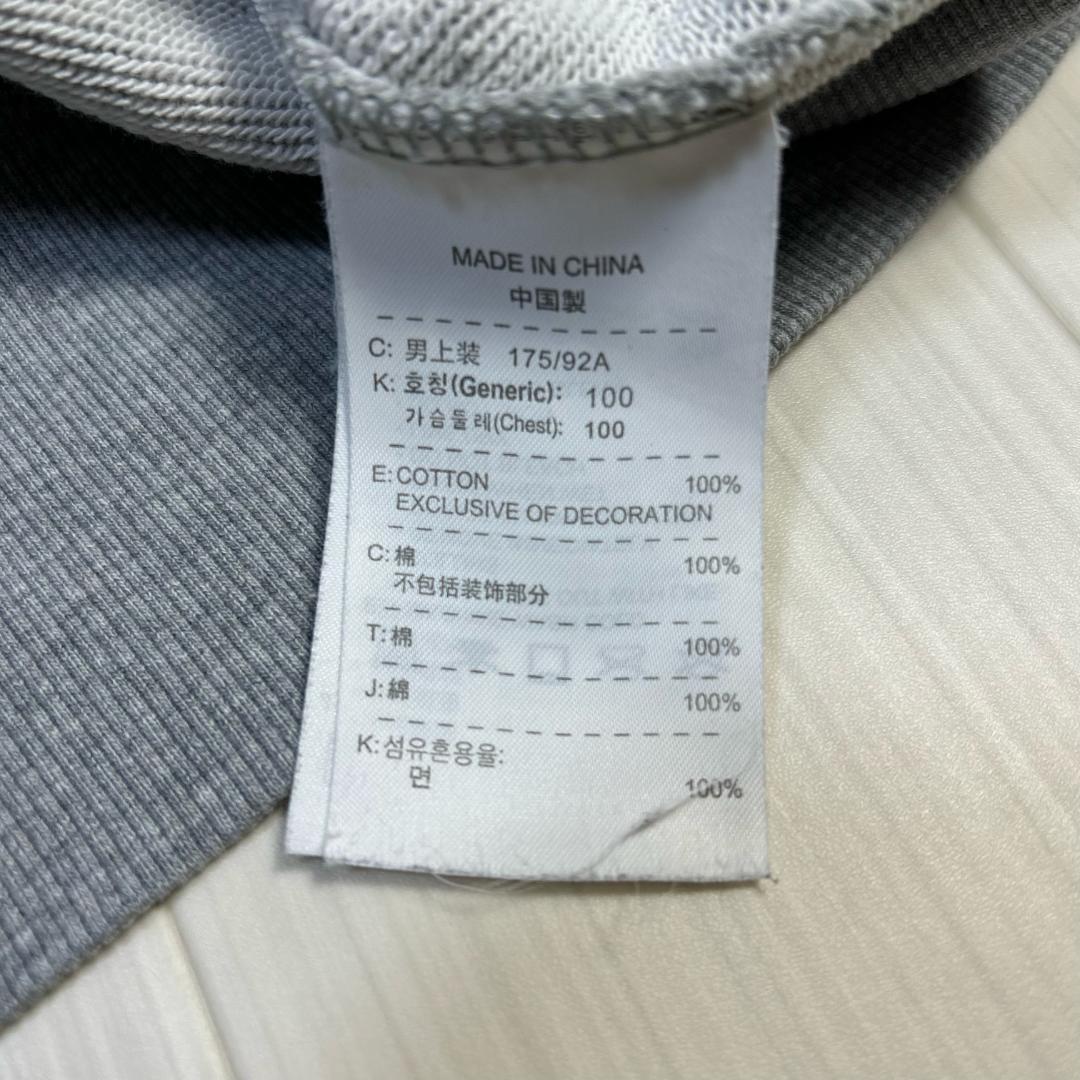 MADE IN CHINA
中国製
C: 男上装 175/92A
K: 호칭(Generic): 100
가슴둘레(Chest): 100
E: COTTON 100%
EXCLUSIVE OF DECORATION
C: 棉 100%
不包括装饰部分
T: 棉 100%
J: 綿 100%
K: 섬유혼용율:
면 100%